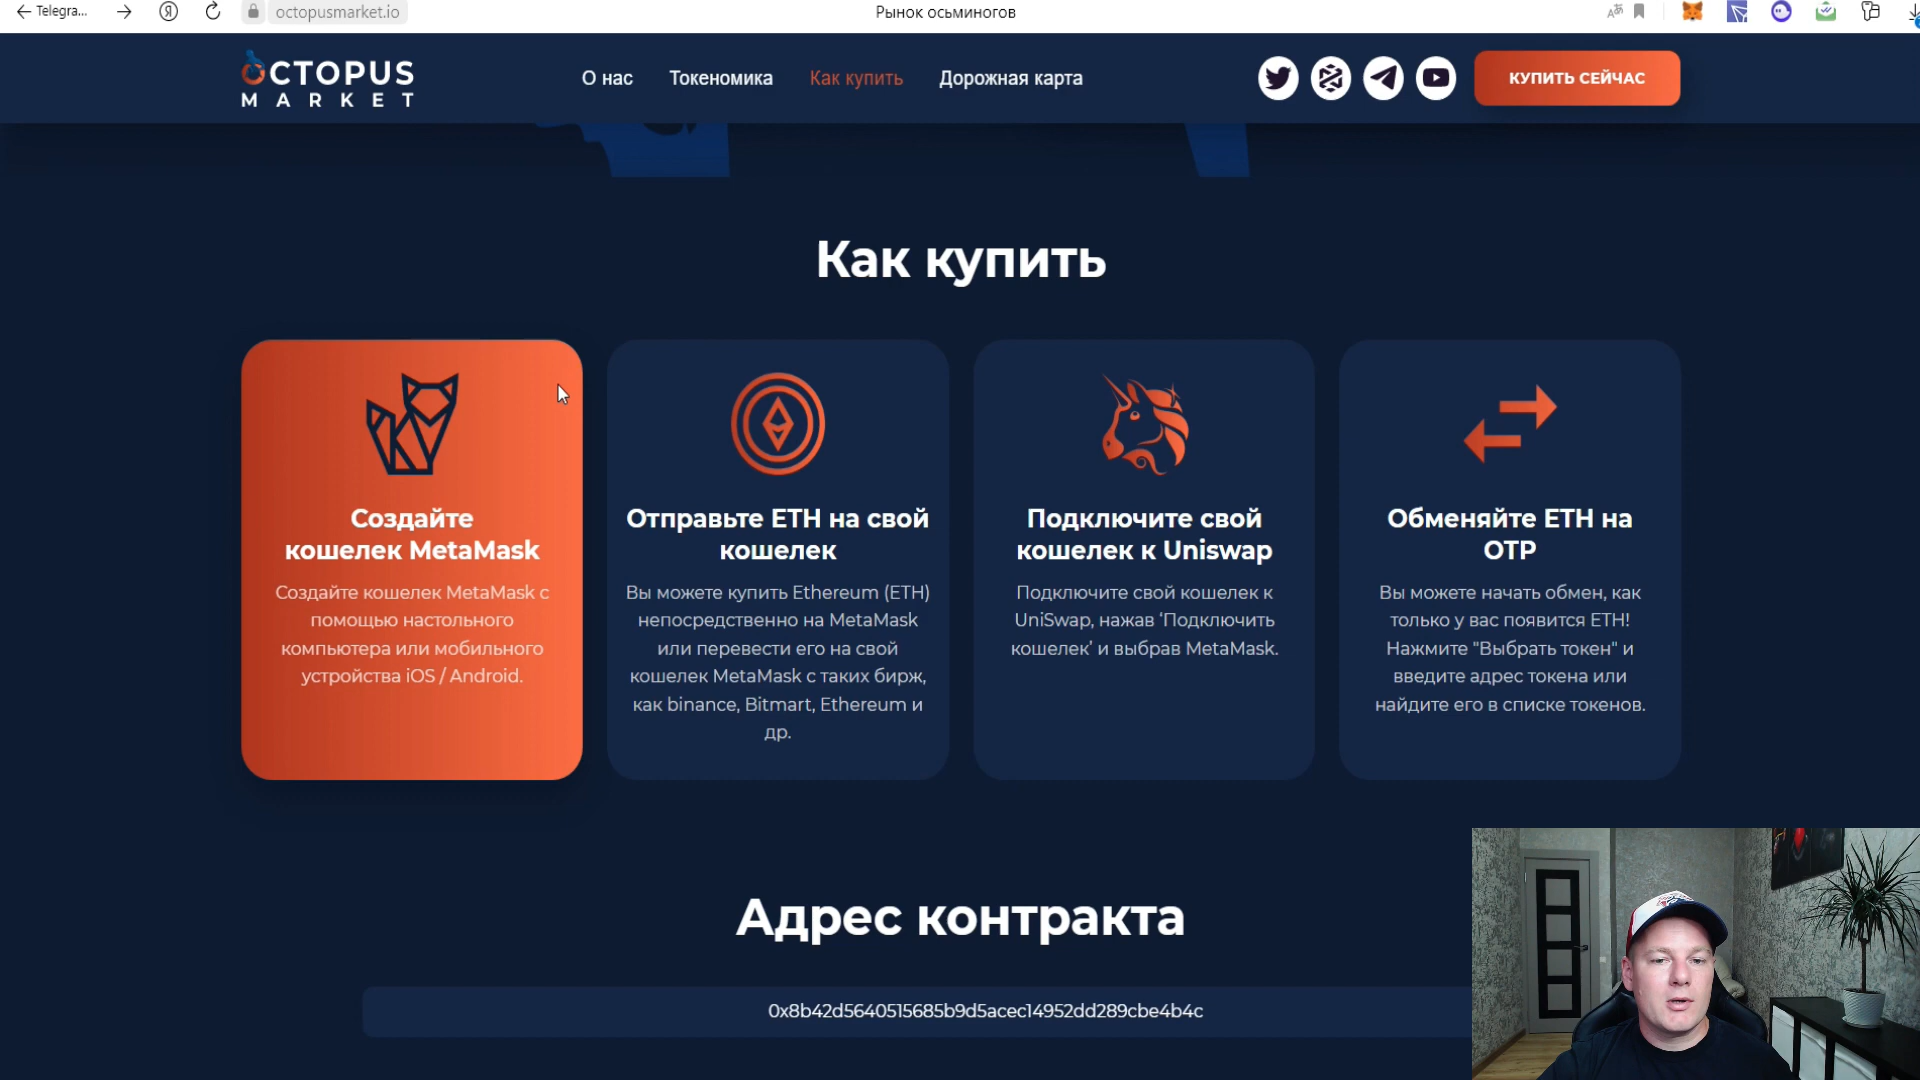 Telegra...
octopusmarket.io
Рынок осьминогов
OCTOPUS
MARKET
О нас
Токеномика
Как купить
Дорожная карта
КУПИТЬ СЕЙЧАС
Как купить
Создайте
кошелек MetaMask
Создайте кошелек MetaMask с
помощью настольного
компьютера или мобильного
устройства iOS / Android.
Отправьте ETH на свой
кошелек
Вы можете купить Ethereum (ETH)
непосредственно на MetaMask
или перевести его на свой
кошелек MetaMask с таких бирж,
как binance, Bitmart, Ethereum и
др.
Подключите свой
кошелек к Uniswap
Подключите свой кошелек к
UniSwap, нажав ‘Подключить
кошелек’ и выбрав MetaMask.
Обменяйте ETH на
OTP
Вы можете начать обмен, как
только у вас появится ETH!
Нажмите "Выбрать токен" и
введите адрес токена или
найдите его в списке токенов.
Адрес контракта
0x8b42d5640515685b9d5acec14952dd289cbe4b4c